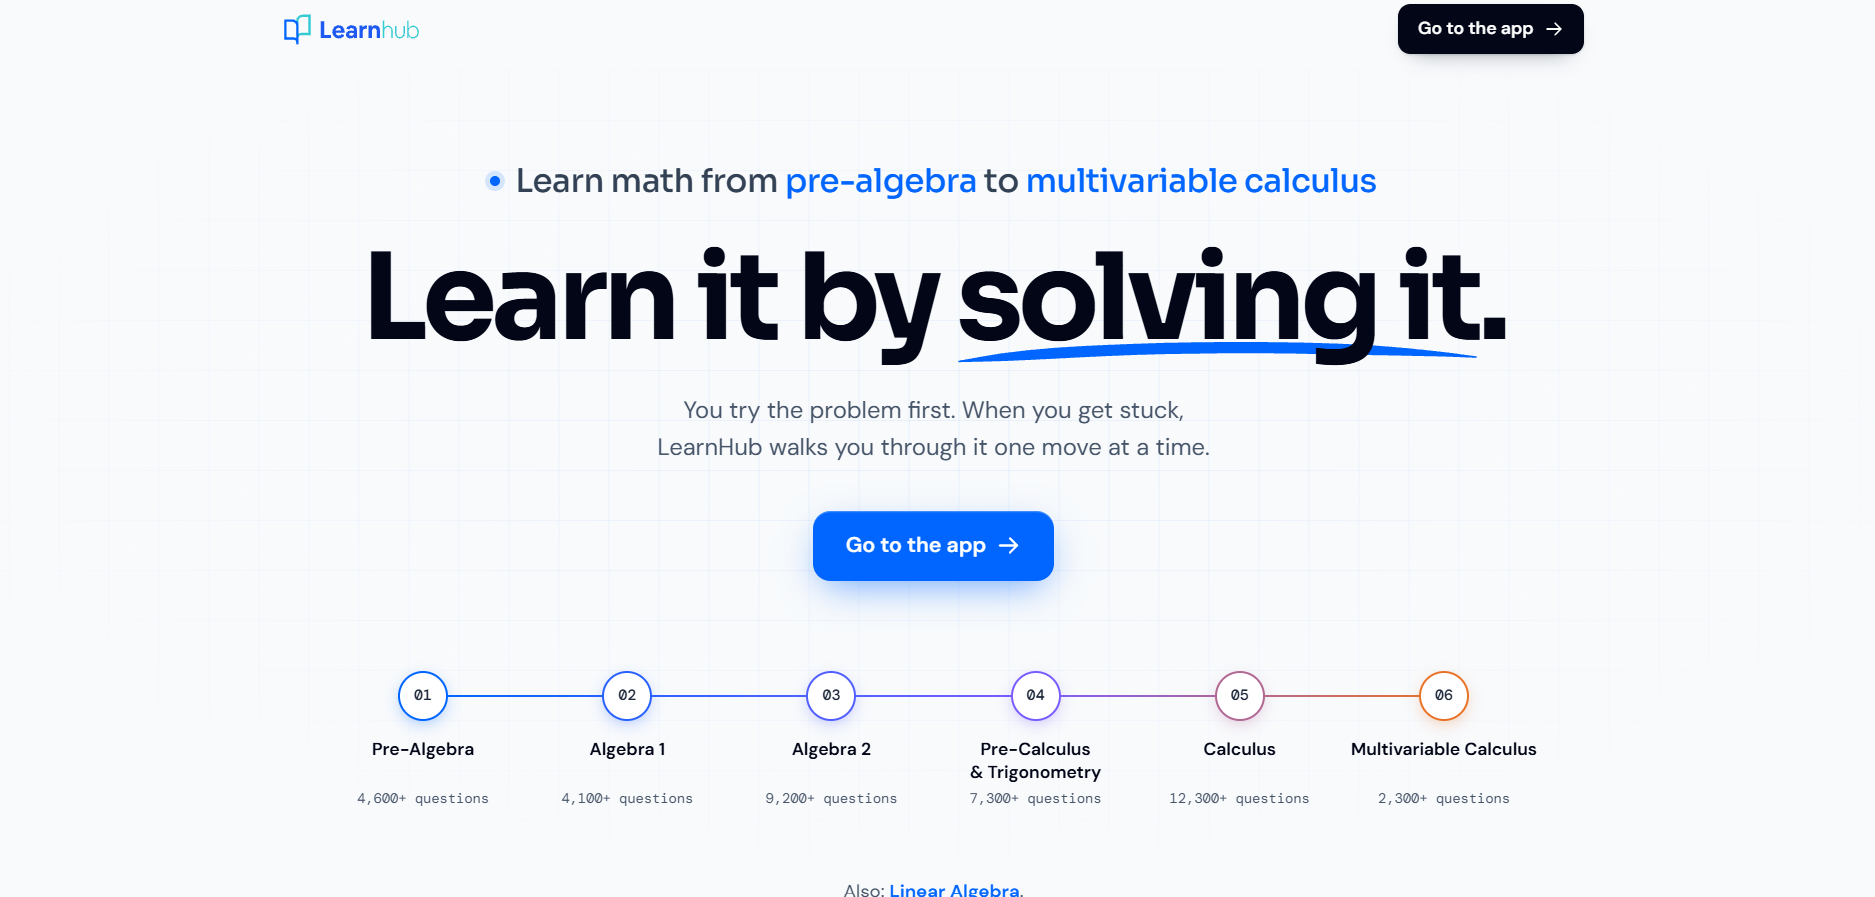 Learnhub
Go to the app
Learn math from pre-algebra to multivariable calculus
Learn it by solving it.
You try the problem first. When you get stuck,
LearnHub walks you through it one move at a time.
Go to the app
01
02
03
04
05
06
Pre-Algebra
Algebra 1
Algebra 2
Pre-Calculus
& Trigonometry
Calculus
Multivariable Calculus
4,600+ questions
4,100+ questions
9,200+ questions
7,300+ questions
12,300+ questions
2,300+ questions
Also: Linear Algebra.